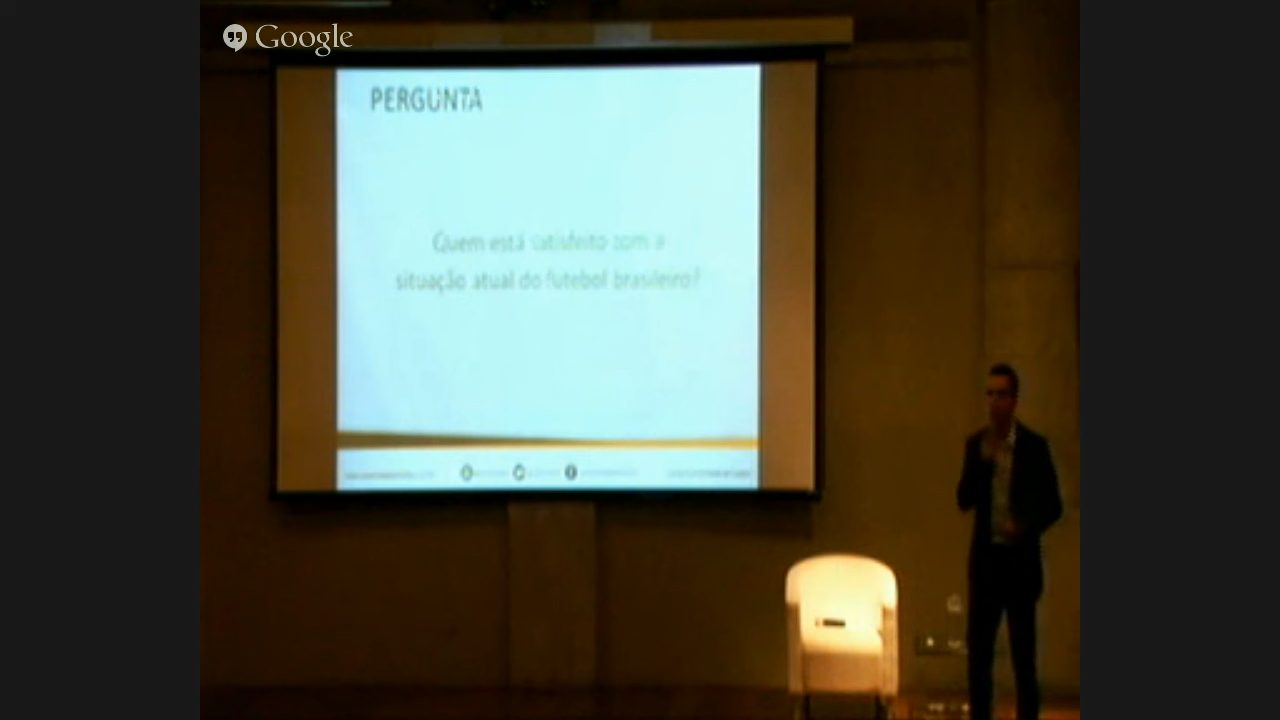 Google
PERGUNTA
Quem está satisfeito com a
situação atual do futebol brasileiro?